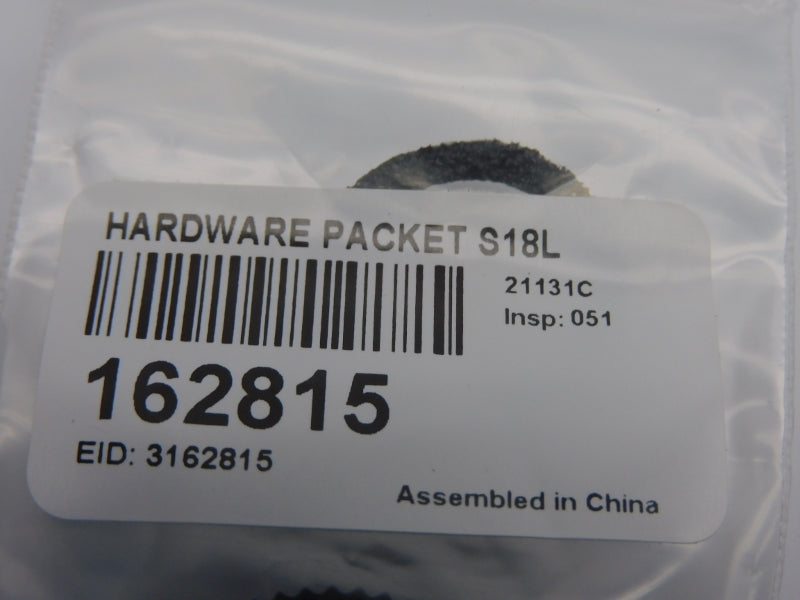 HARDWARE PACKET S18L
21131C
Insp: 051
162815
EID: 3162815
Assembled in China